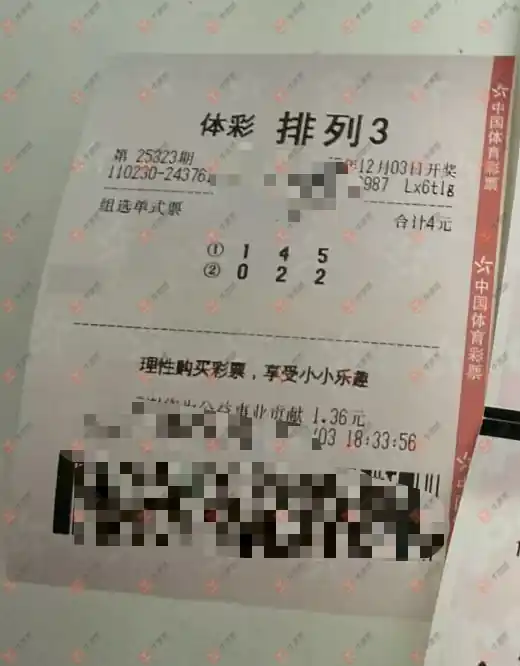 体彩 排列3
第 25323期
年12月03日开奖
110230-24376
987 Lx6tlg
组选单式票
合计4元
① 1 4 5
② 0 2 2
理性购买彩票，享受小小乐趣
公益事业贡献 1.36元
03 18:33:56
中国体育彩票
中国体育彩票
中